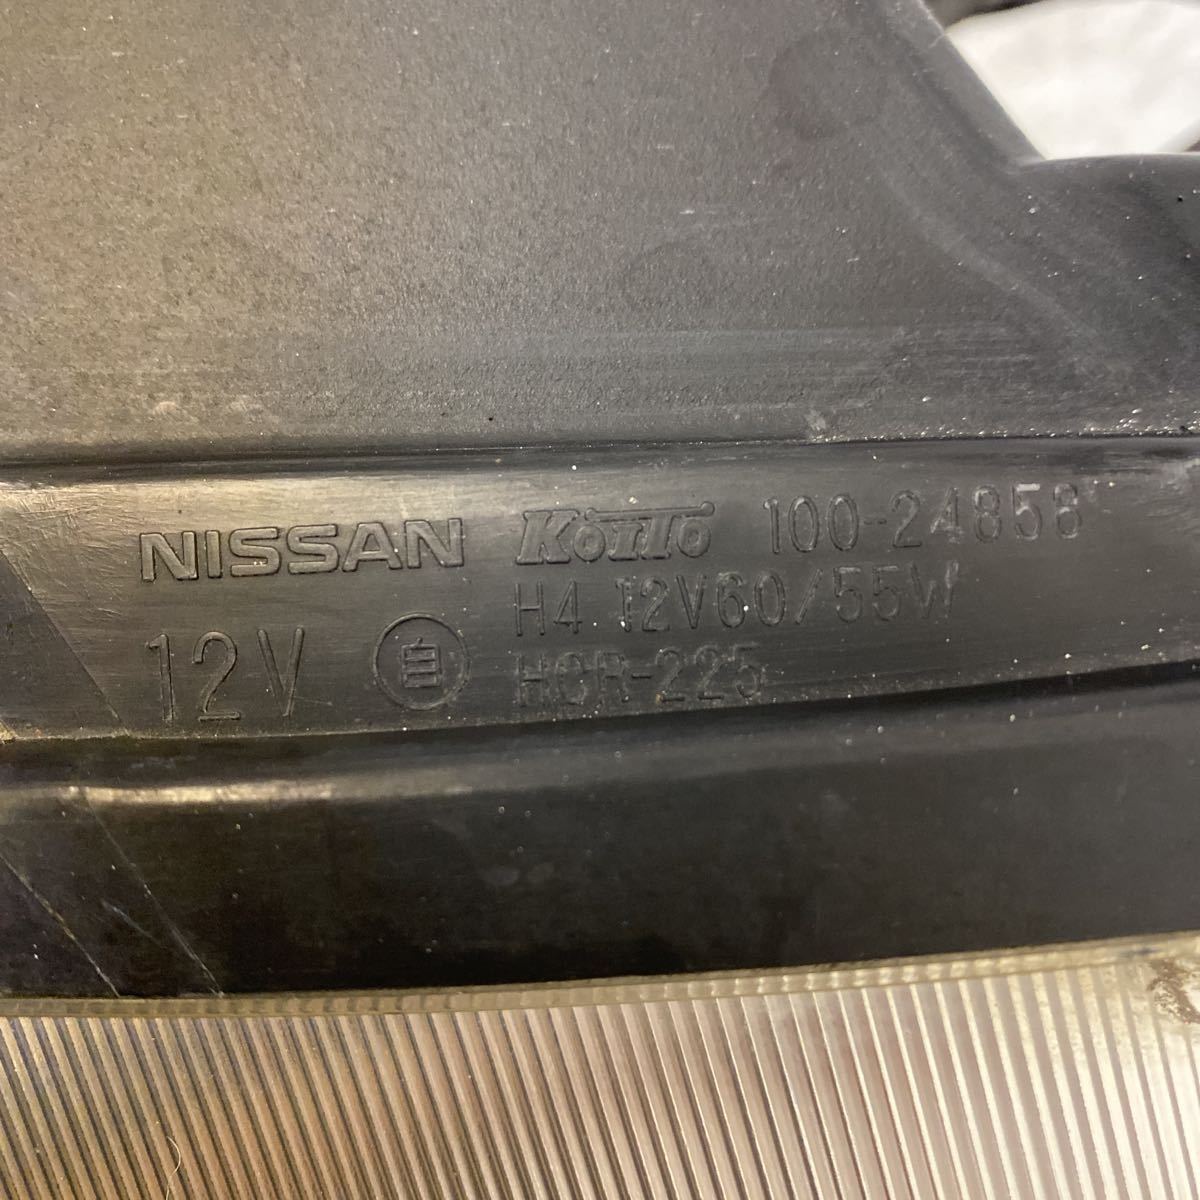 NISSAN KOITO 100-24858
H4 12V60/55W
12V 自 HCR-225